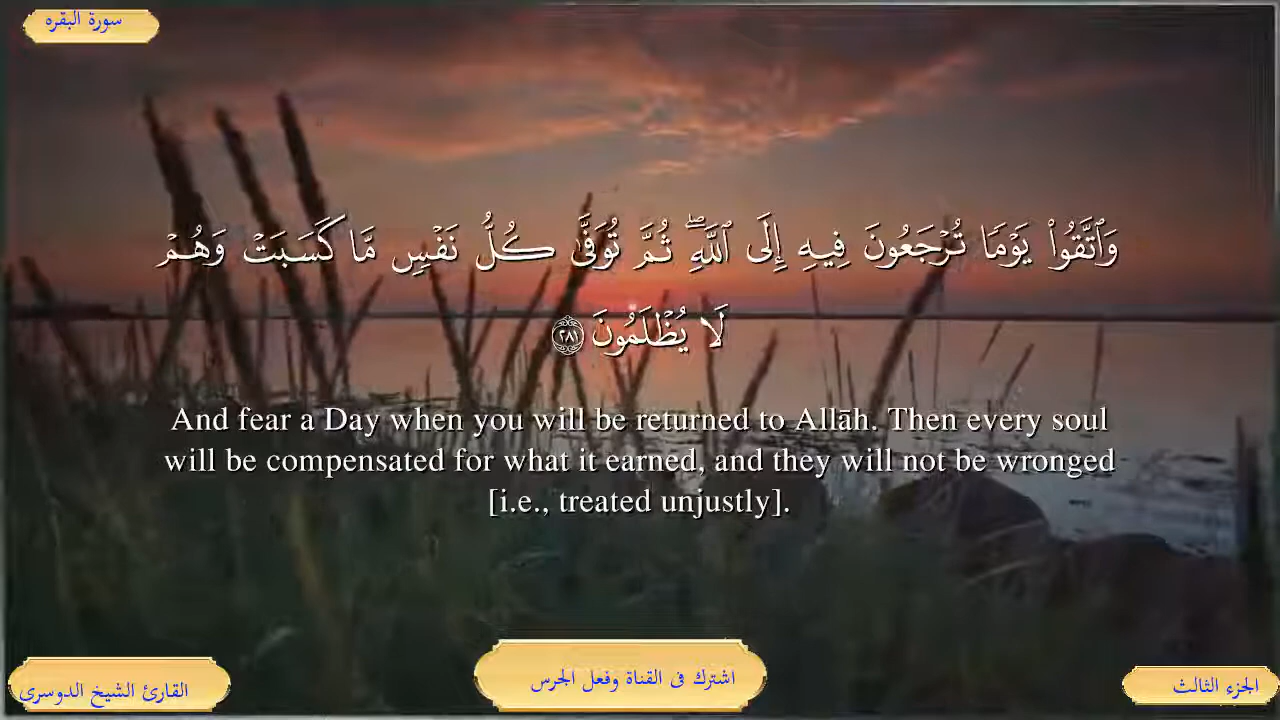 سورة البقره
وَٱتَّقُوا۟ يَوْمًا تُرْجَعُونَ فِيهِ إِلَى ٱللَّهِ ۖ ثُمَّ تُوَفَّىٰ كُلُّ نَفْسٍ مَّا كَسَبَتْ وَهُمْ
لَا يُظْلَمُونَ ٢٨١
And fear a Day when you will be returned to Allāh. Then every soul
will be compensated for what it earned, and they will not be wronged
[i.e., treated unjustly].
الجزء الثالث
اشترك فى القناة وفعل الجرس
القارئ الشيخ الدوسرى